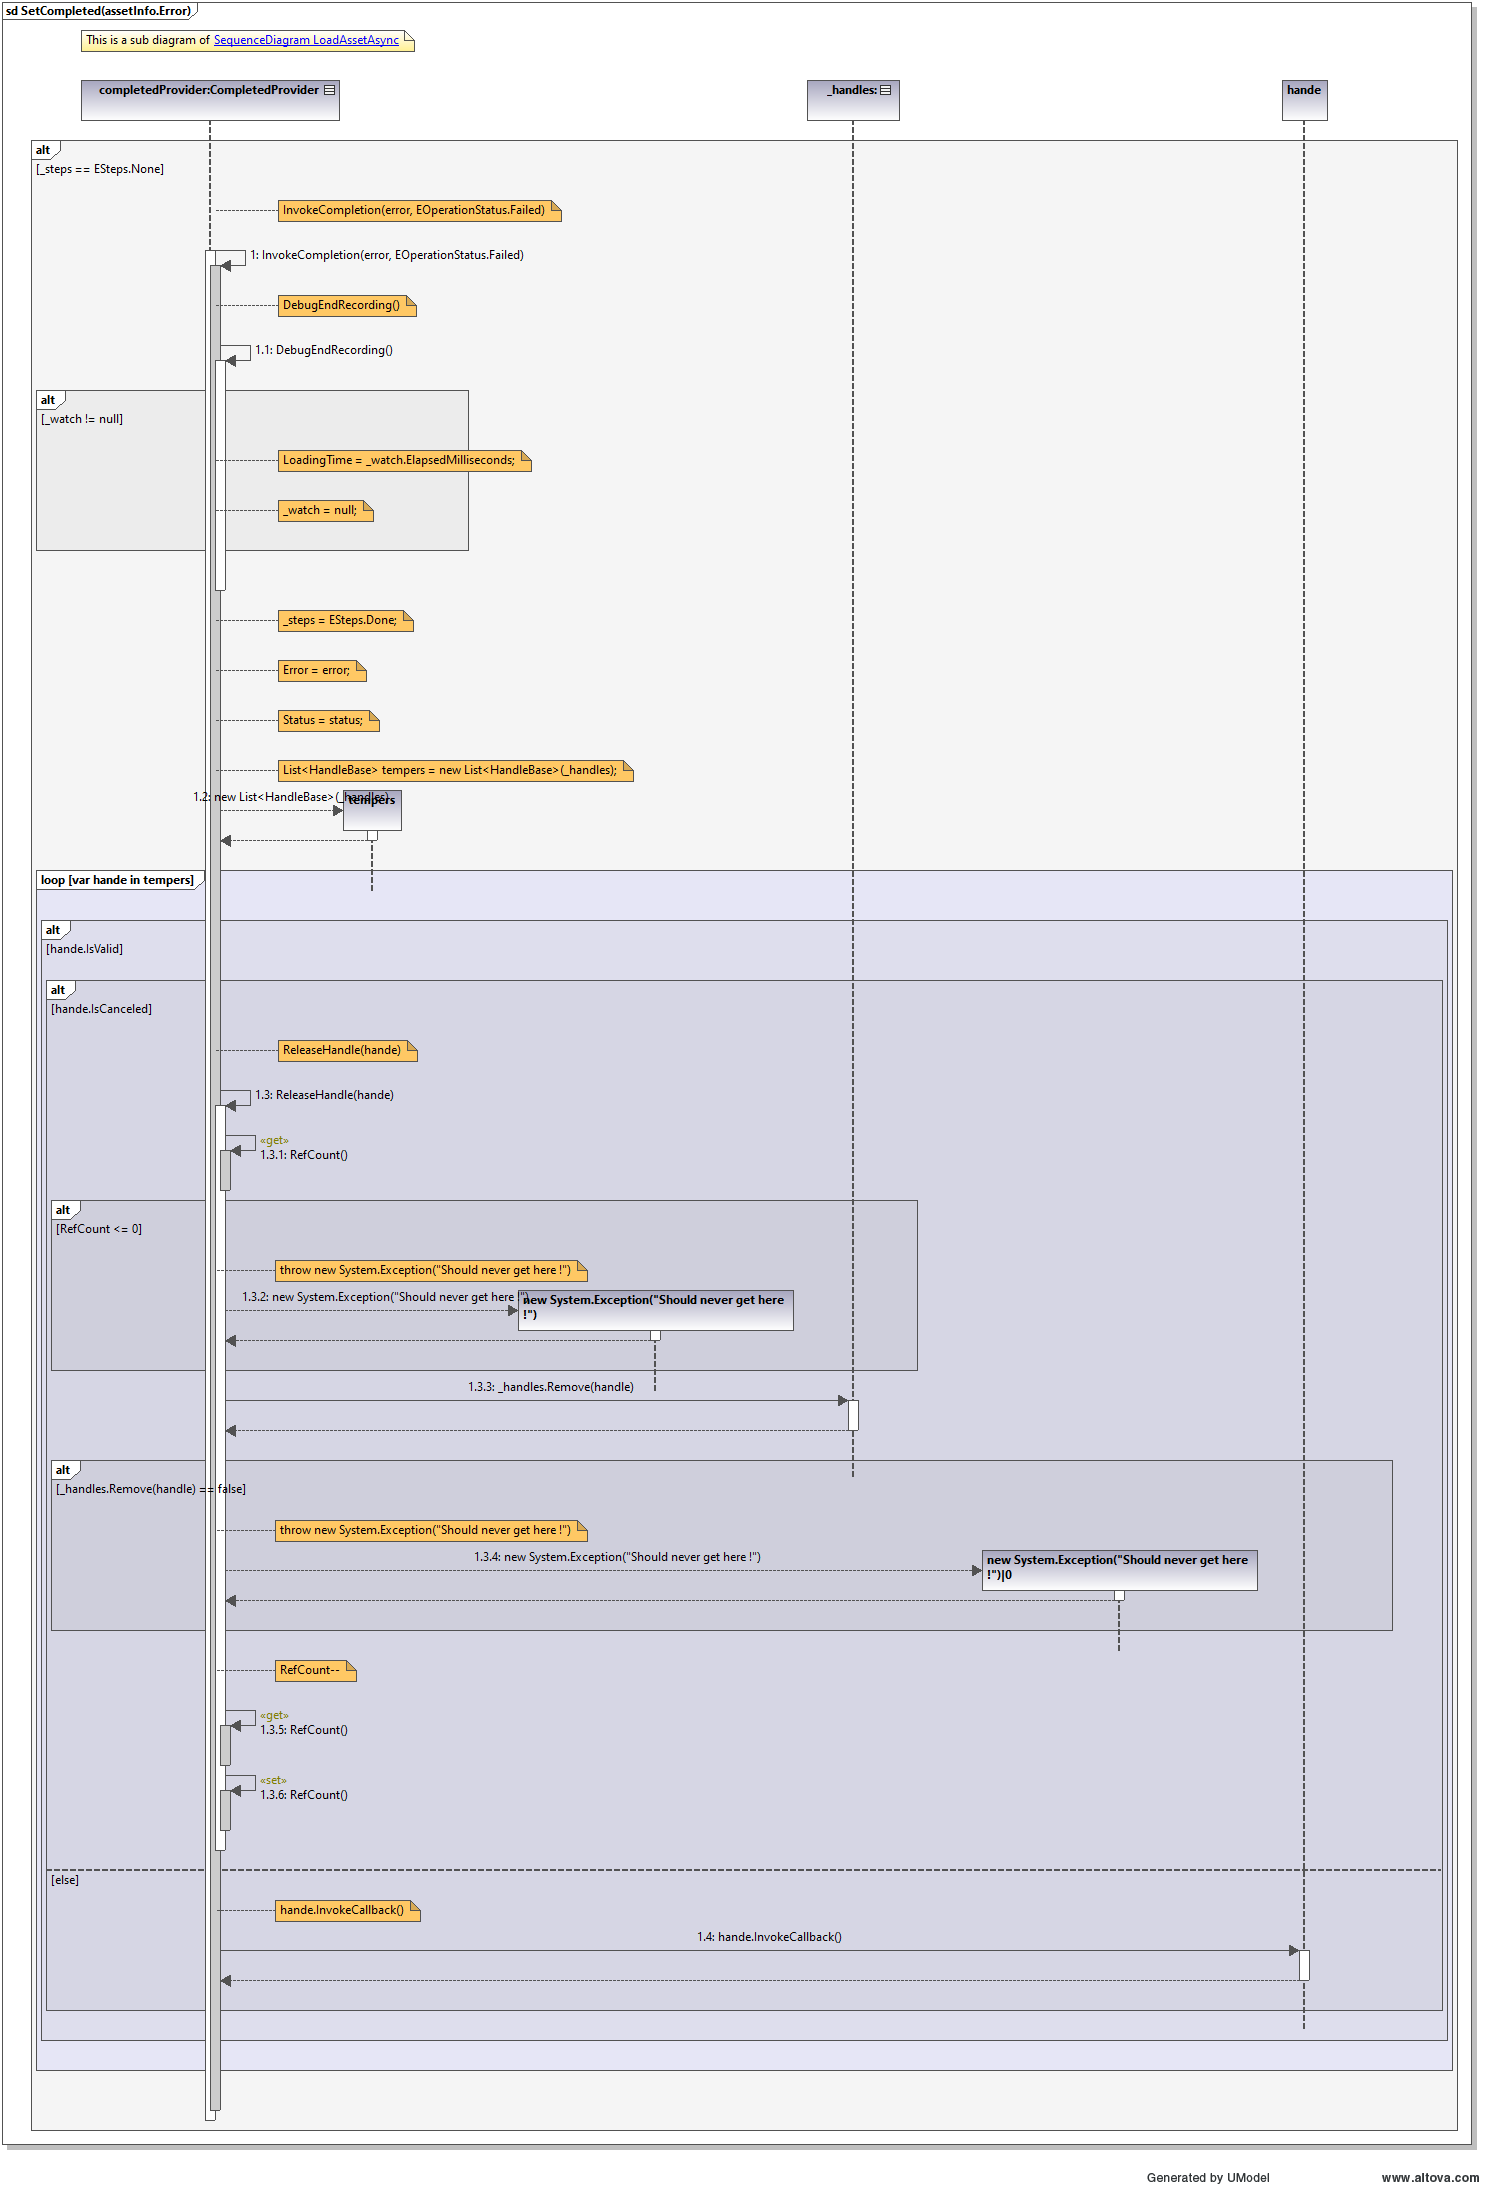 sd SetCompleted(assetInfo.Error)
This is a sub diagram of SequenceDiagram LoadAssetAsync
completedProvider:CompletedProvider
_handles:
hande
alt
[_steps == ESteps.None]
InvokeCompletion(error, EOperationStatus.Failed)
1: InvokeCompletion(error, EOperationStatus.Failed)
DebugEndRecording()
1.1: DebugEndRecording()
alt
[_watch != null]
LoadingTime = _watch.ElapsedMilliseconds;
_watch = null;
_steps = ESteps.Done;
Error = error;
Status = status;
List<HandleBase> tempers = new List<HandleBase>(_handles);
1.2: new List<HandleBase>(_handles)
tempers
loop [var hande in tempers]
alt
[hande.IsValid]
alt
[hande.IsCanceled]
ReleaseHandle(hande)
1.3: ReleaseHandle(hande)
«get»
1.3.1: RefCount()
alt
[RefCount <= 0]
throw new System.Exception("Should never get here !")
1.3.2: new System.Exception("Should never get here !")
new System.Exception("Should never get here
!")
1.3.3: _handles.Remove(handle)
alt
[_handles.Remove(handle) == false]
throw new System.Exception("Should never get here !")
1.3.4: new System.Exception("Should never get here !")
new System.Exception("Should never get here
!")|0
RefCount--
«get»
1.3.5: RefCount()
«set»
1.3.6: RefCount()
[else]
hande.InvokeCallback()
1.4: hande.InvokeCallback()
Generated by UModel
www.altova.com